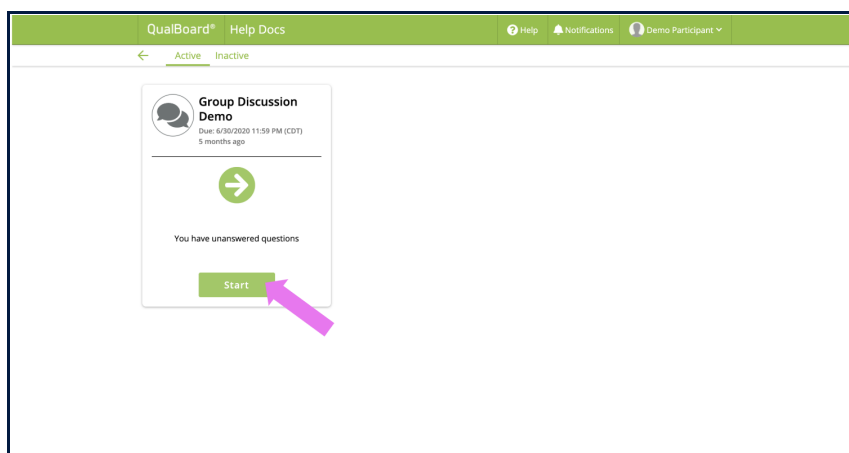 QualBoard® Help Docs Help Notifications Demo Participant
Active Inactive
Group Discussion
Demo
Due: 6/30/2020 11:59 PM (CDT)
5 months ago
You have unanswered questions
Start